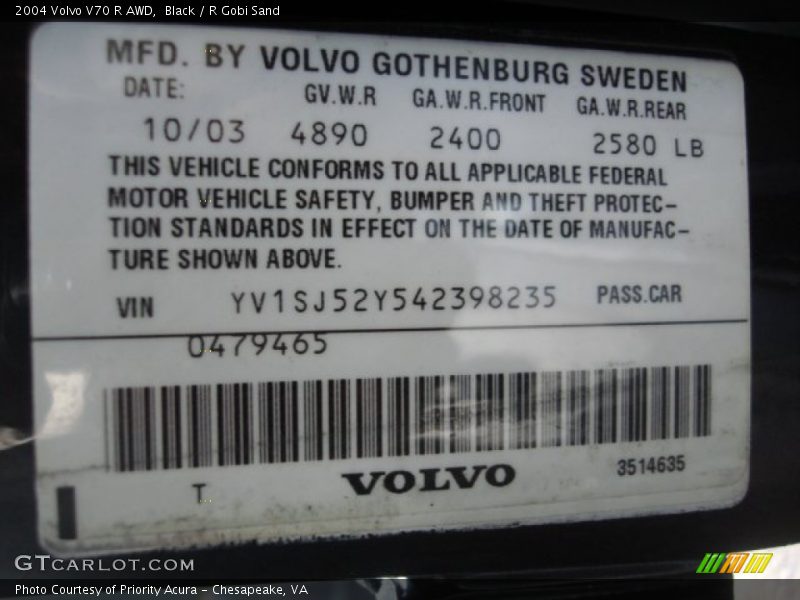 2004 Volvo V70 R AWD,  Black / R Gobi Sand
MFD. BY VOLVO GOTHENBURG SWEDEN
DATE: GV.W.R GA.W.R.FRONT GA.W.R.REAR
10/03 4890 2400 2580 LB
THIS VEHICLE CONFORMS TO ALL APPLICABLE FEDERAL
MOTOR VEHICLE SAFETY, BUMPER AND THEFT PROTEC-
TION STANDARDS IN EFFECT ON THE DATE OF MANUFAC-
TURE SHOWN ABOVE.
VIN YV1SJ52Y542398235 PASS.CAR
0479465
T VOLVO 3514635
GTCARLOT.COM
Photo Courtesy of Priority Acura - Chesapeake, VA